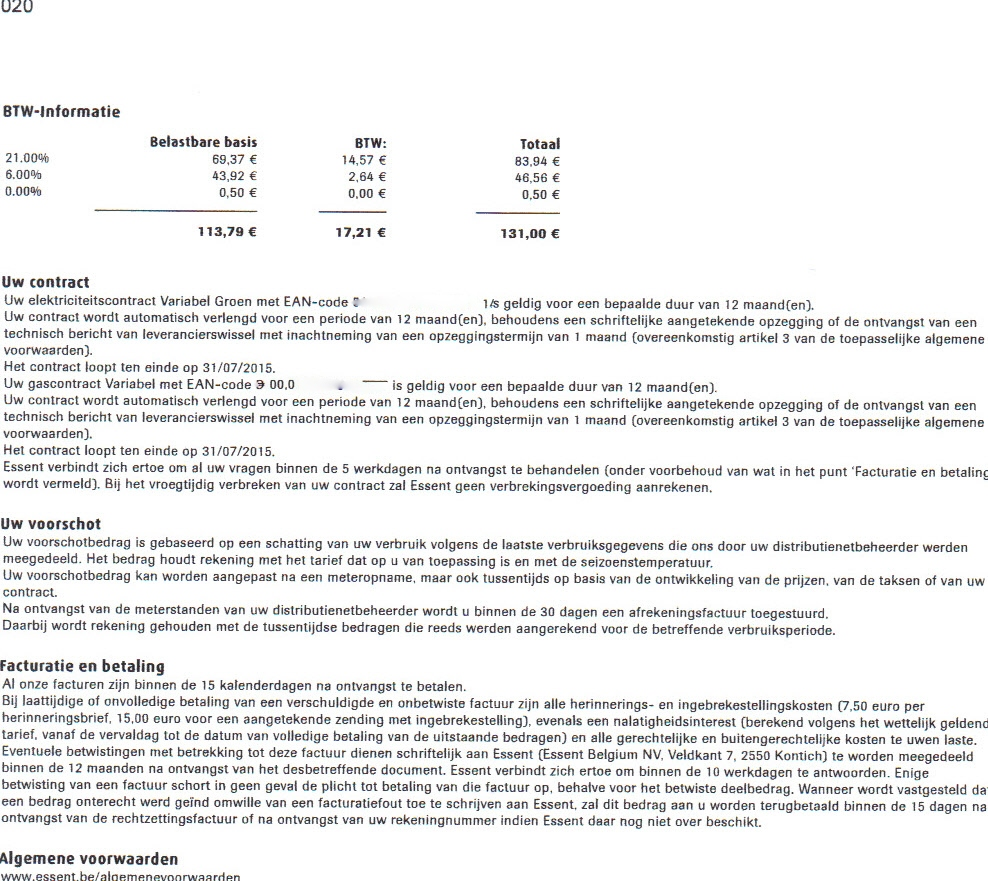 020
BTW-Informatie
Belastbare basis BTW: Totaal
21.00% 69,37 € 14,57 € 83,94 €
6.00% 43,92 € 2,64 € 46,56 €
0.00% 0,50 € 0,00 € 0,50 €
113,79 € 17,21 € 131,00 €
Uw contract
Uw elektriciteitscontract Variabel Groen met EAN-code is geldig voor een bepaalde duur van 12 maand(en).
Uw contract wordt automatisch verlengd voor een periode van 12 maand(en), behoudens een schriftelijke aangetekende opzegging of de ontvangst van een
technisch bericht van leverancierswissel met inachtneming van een opzeggingstermijn van 1 maand (overeenkomstig artikel 3 van de toepasselijke algemene
voorwaarden).
Het contract loopt ten einde op 31/07/2015.
Uw gascontract Variabel met EAN-code 00,0 is geldig voor een bepaalde duur van 12 maand(en).
Uw contract wordt automatisch verlengd voor een periode van 12 maand(en), behoudens een schriftelijke aangetekende opzegging of de ontvangst van een
technisch bericht van leverancierswissel met inachtneming van een opzeggingstermijn van 1 maand (overeenkomstig artikel 3 van de toepasselijke algemene
voorwaarden).
Het contract loopt ten einde op 31/07/2015.
Essent verbindt zich ertoe om al uw vragen binnen de 5 werkdagen na ontvangst te behandelen (onder voorbehoud van wat in het punt 'Facturatie en betaling
wordt vermeld). Bij het vroegtijdig verbreken van uw contract zal Essent geen verbrekingsvergoeding aanrekenen.
Uw voorschot
Uw voorschotbedrag is gebaseerd op een schatting van uw verbruik volgens de laatste verbruiksgegevens die ons door uw distributienetbeheerder werden
meegedeeld. Het bedrag houdt rekening met het tarief dat op u van toepassing is en met de seizoenstemperatuur.
Uw voorschotbedrag kan worden aangepast na een meteropname, maar ook tussentijds op basis van de ontwikkeling van de prijzen, van de taksen of van uw
contract.
Na ontvangst van de meterstanden van uw distributienetbeheerder wordt u binnen de 30 dagen een afrekeningsfactuur toegestuurd.
Daarbij wordt rekening gehouden met de tussentijdse bedragen die reeds werden aangerekend voor de betreffende verbruiksperiode.
Facturatie en betaling
Al onze facturen zijn binnen de 15 kalenderdagen na ontvangst te betalen.
Bij laattijdige of onvolledige betaling van een verschuldigde en onbetwiste factuur zijn alle herinnerings- en ingebrekestellingskosten (7,50 euro per
herinneringsbrief, 15,00 euro voor een aangetekende zending met ingebrekestelling), evenals een nalatigheidsinterest (berekend volgens het wettelijk geldend
tarief, vanaf de vervaldag tot de datum van volledige betaling van de uitstaande bedragen) en alle gerechtelijke en buitengerechtelijke kosten te uwen laste.
Eventuele betwistingen met betrekking tot deze factuur dienen schriftelijk aan Essent (Essent Belgium NV, Veldkant 7, 2550 Kontich) te worden meegedeeld
binnen de 12 maanden na ontvangst van het desbetreffende document. Essent verbindt zich ertoe om binnen de 10 werkdagen te antwoorden. Enige
betwisting van een factuur schort in geen geval de plicht tot betaling van die factuur op, behalve voor het betwiste deelbedrag. Wanneer wordt vastgesteld da
een bedrag onterecht werd geïnd omwille van een facturatiefout toe te schrijven aan Essent, zal dit bedrag aan u worden terugbetaald binnen de 15 dagen na
ontvangst van de rechtzettingsfactuur of na ontvangst van uw rekeningnummer indien Essent daar nog niet over beschikt.
Algemene voorwaarden
www.essent.be/algemenevoorwaarden